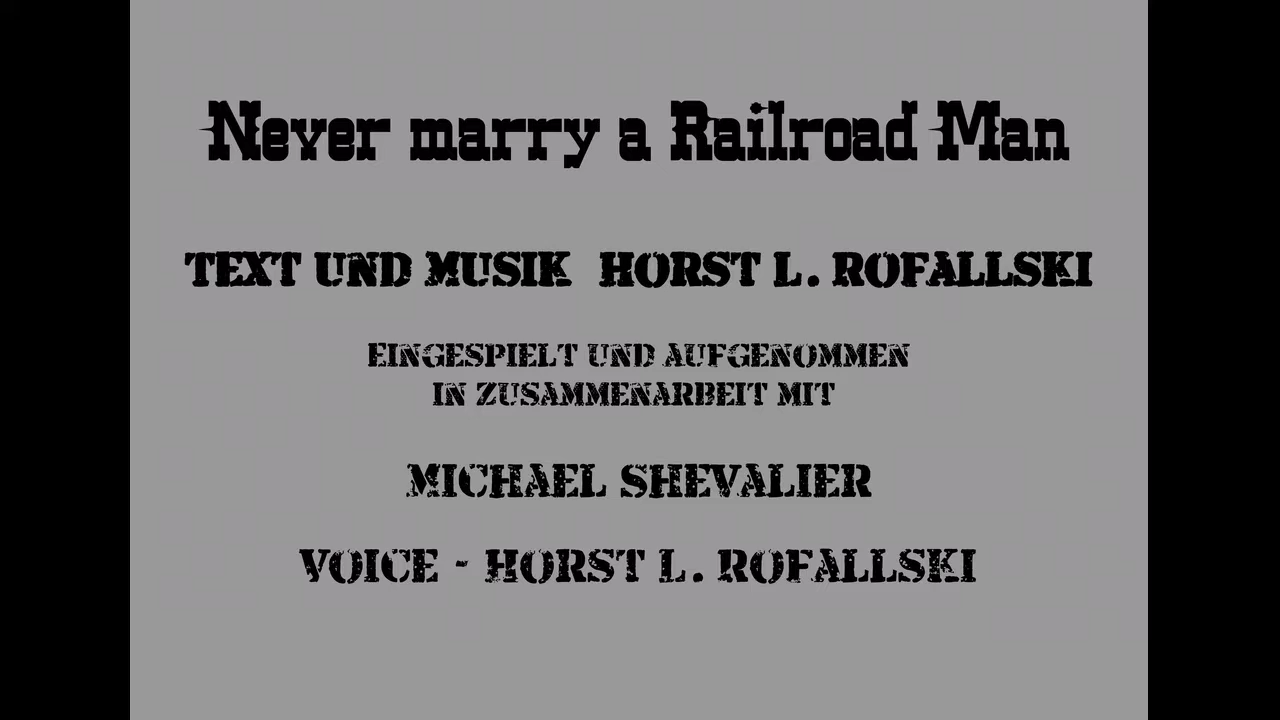 Never marry a Railroad Man
TEXT UND MUSIK HORST L. ROFALLSKI
EINGESPIELT UND AUFGENOMMEN
IN ZUSAMMENARBEIT MIT
MICHAEL SHEVALIER
VOICE - HORST L. ROFALLSKI